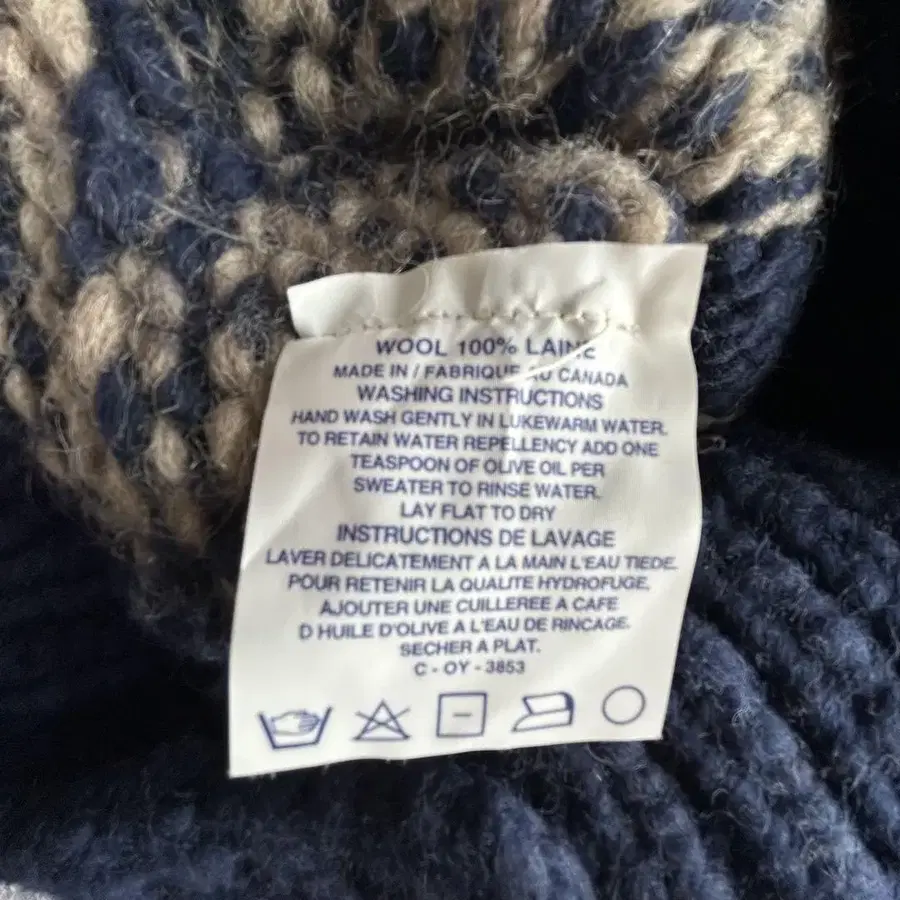 WOOL 100% LAINE
MADE IN / FABRIQUE AU CANADA
WASHING INSTRUCTIONS
HAND WASH GENTLY IN LUKEWARM WATER.
TO RETAIN WATER REPELLENCY ADD ONE
TEASPOON OF OLIVE OIL PER
SWEATER TO RINSE WATER.
LAY FLAT TO DRY
INSTRUCTIONS DE LAVAGE
LAVER DELICATEMENT A LA MAIN L'EAU TIEDE.
POUR RETENIR LA QUALITE HYDROFUGE,
AJOUTER UNE CUILLEREE A CAFE
D HUILE D'OLIVE A L'EAU DE RINCAGE.
SECHER A PLAT.
C - OY - 3853